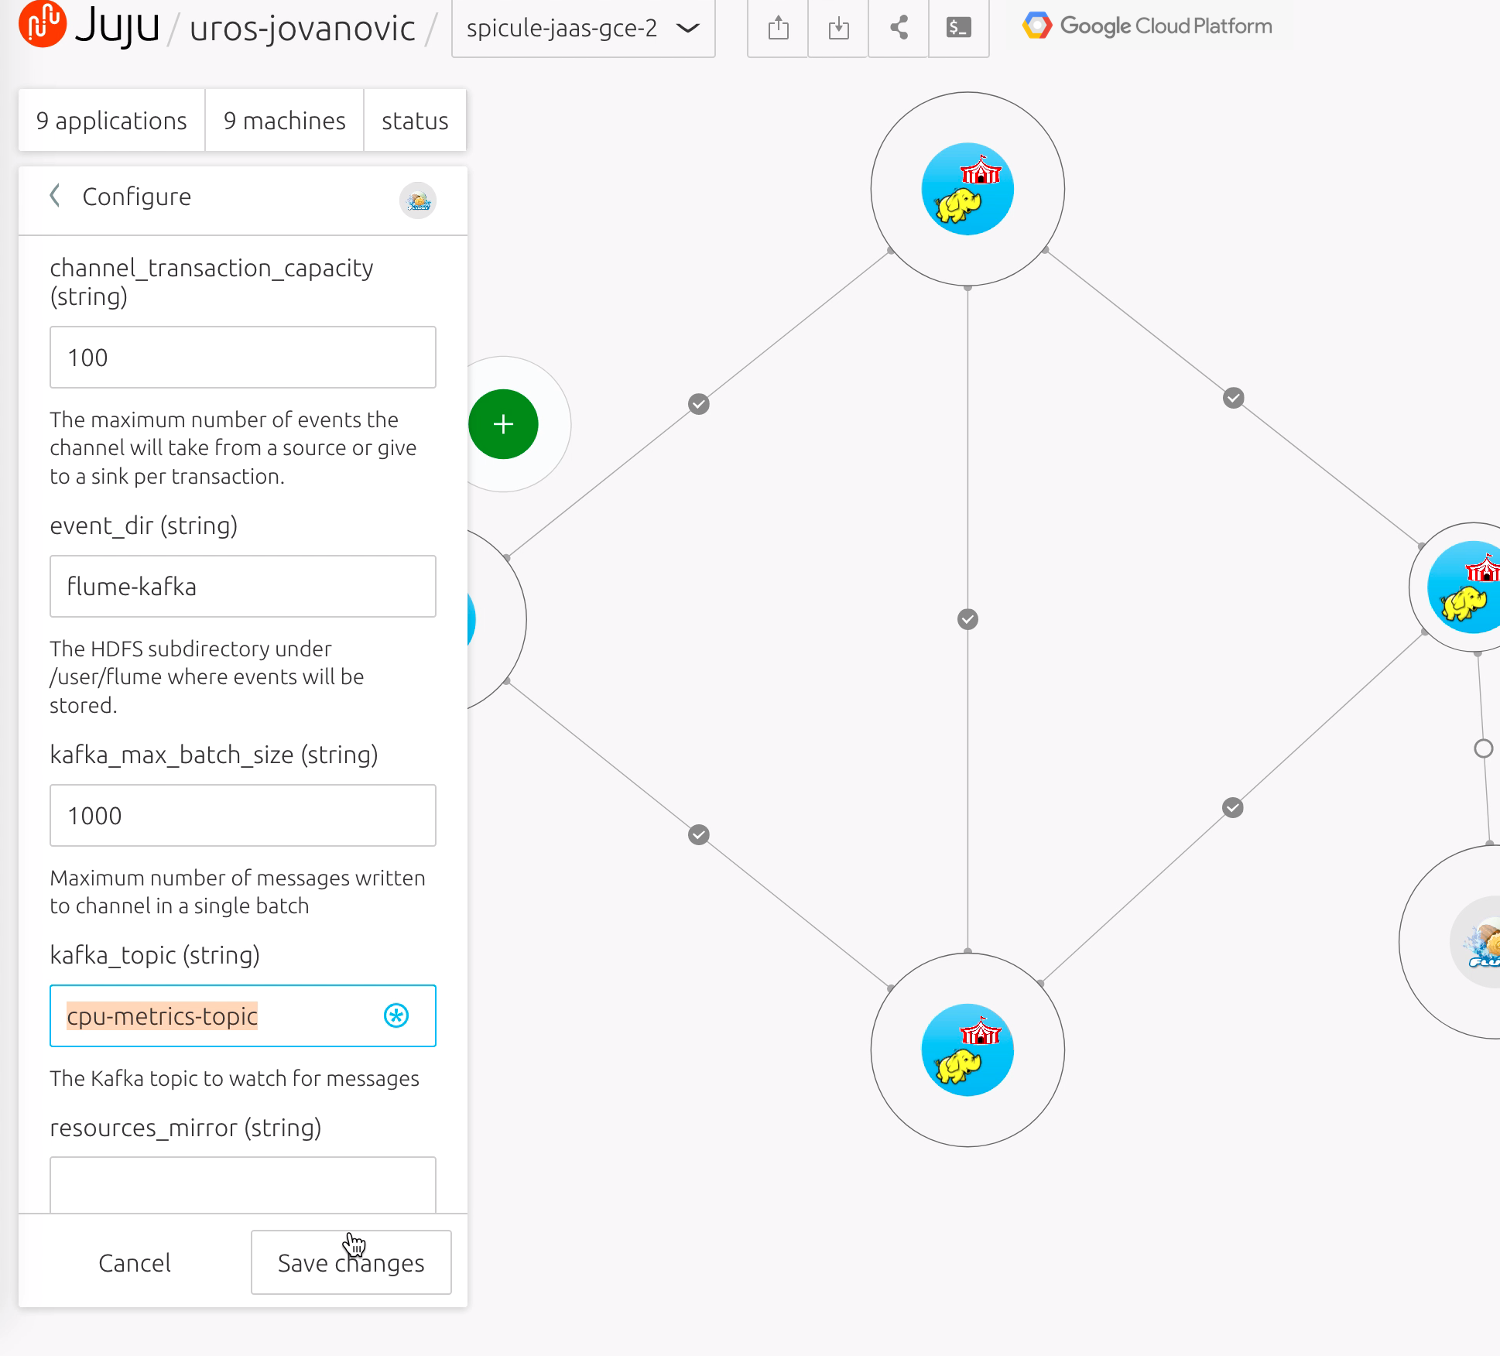 Juju / uros-jovanovic / spicule-jaas-gce-2
$_
Google Cloud Platform
9 applications 9 machines status
Configure
channel_transaction_capacity
(string)
100
The maximum number of events the
channel will take from a source or give
to a sink per transaction.
event_dir (string)
flume-kafka
The HDFS subdirectory under
/user/flume where events will be
stored.
kafka_max_batch_size (string)
1000
Maximum number of messages written
to channel in a single batch
kafka_topic (string)
cpu-metrics-topic
The Kafka topic to watch for messages
resources_mirror (string)
Cancel Save changes